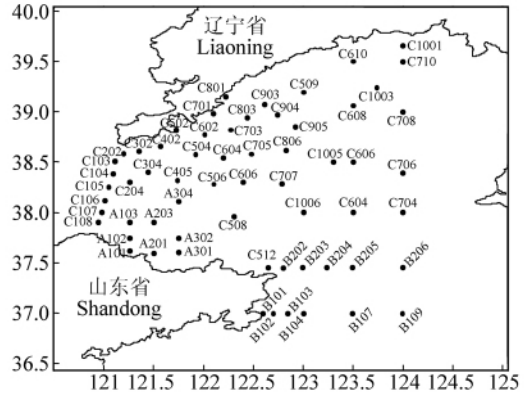 40.0
辽宁省
Liaoning
C1001
C610
C710
39.5
C801
C903
C509
C1003
C701
C803
C904
C608
C708
39.0
C502
C602
C703
C905
C302
C402
C504
C604
C705
C806
C202
C103
C1005
C606
38.5
C104
C304
C405
C706
C105
C204
A304
C506
C606
C707
C106
C107
A103
A203
C1006
C604
C704
38.0
C108
C508
A102
A302
A101
A201
A301
C512
B202
B203
B204
B205
B206
37.5
山东省
Shandong
B101
B103
37.0
B102
B104
B107
B109
36.5
121 121.5 122 122.5 123 123.5 124 124.5 125